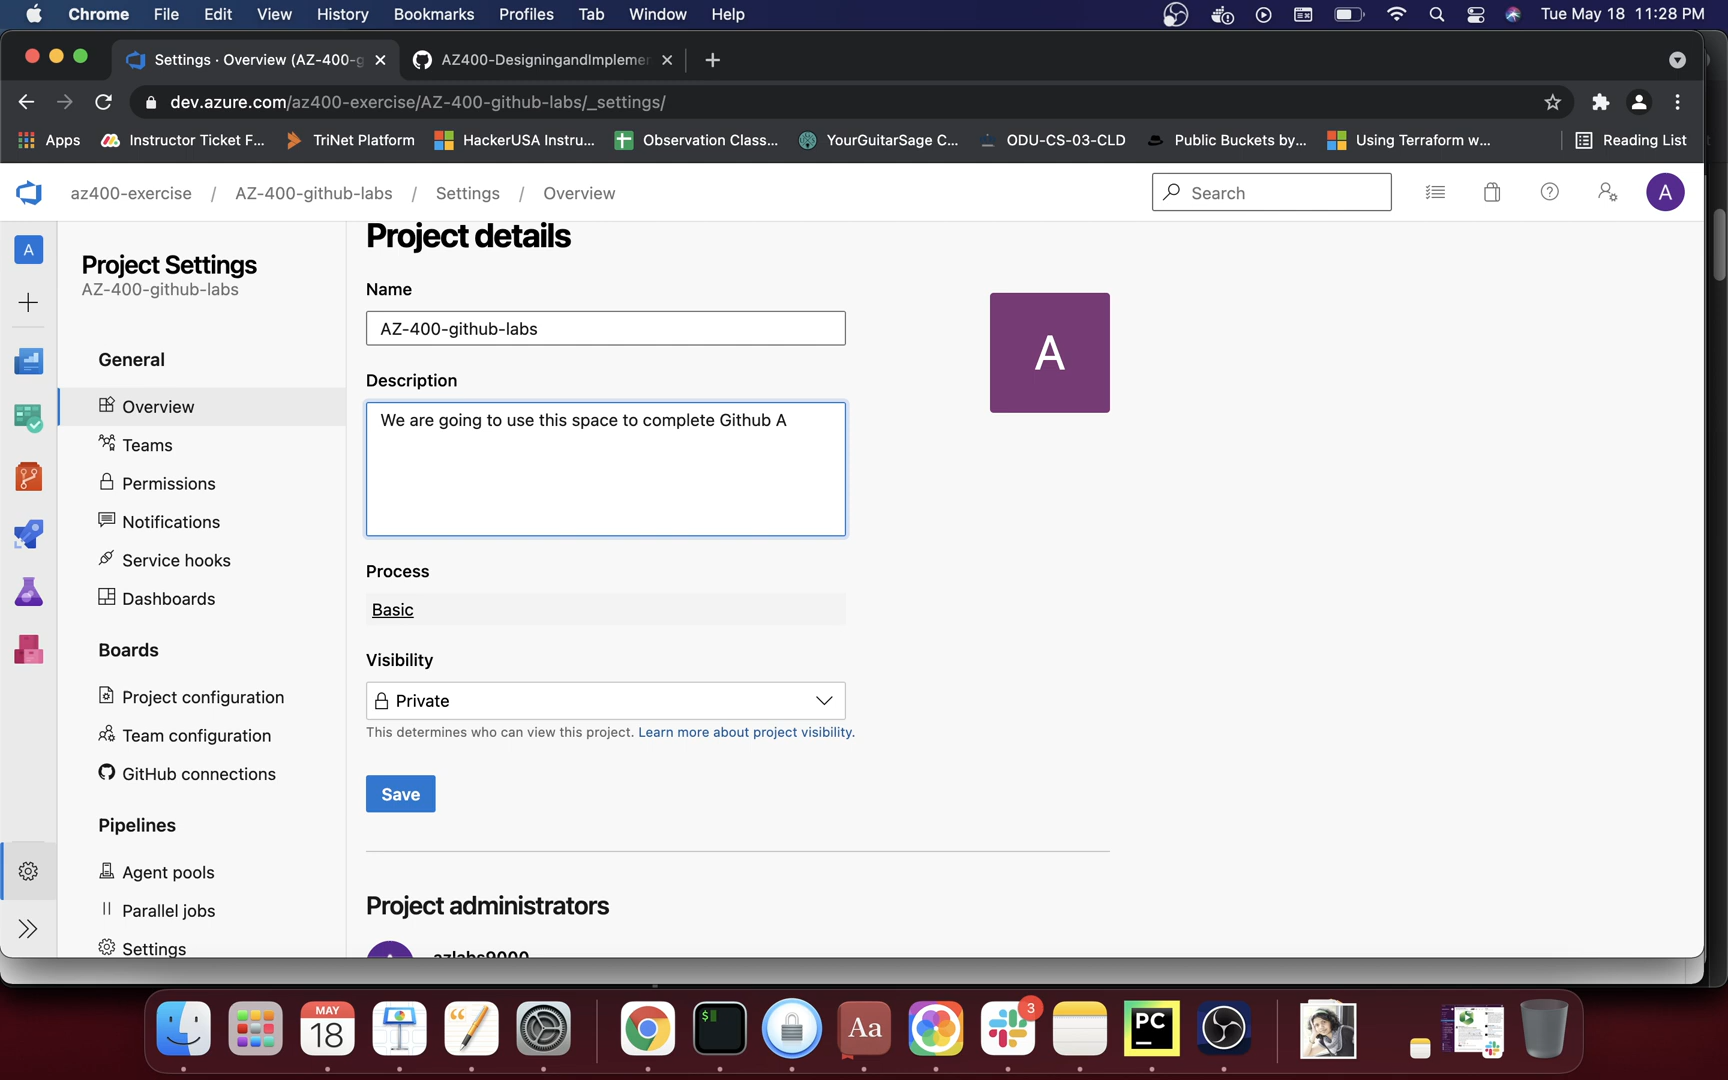 Chrome File Edit View History Bookmarks Profiles Tab Window Help Tue May 18 11:28 PM
Settings · Overview (AZ-400-g
AZ400-DesigningandImplemen
dev.azure.com/az400-exercise/AZ-400-github-labs/_settings/
Apps Instructor Ticket F... TriNet Platform HackerUSA Instru... Observation Class... YourGuitarSage C... ODU-CS-03-CLD Public Buckets by... Using Terraform w... Reading List
az400-exercise / AZ-400-github-labs / Settings / Overview
Search
A
A
Project Settings
AZ-400-github-labs
General
Overview
Teams
Permissions
Notifications
Service hooks
Dashboards
Boards
Project configuration
Team configuration
GitHub connections
Pipelines
Agent pools
Parallel jobs
Settings
Project details
Name
AZ-400-github-labs
A
Description
We are going to use this space to complete Github A
Process
Basic
Visibility
Private
This determines who can view this project. Learn more about project visibility.
Save
Project administrators
azlabs9000
MAY
18
$
Aa
3
PC